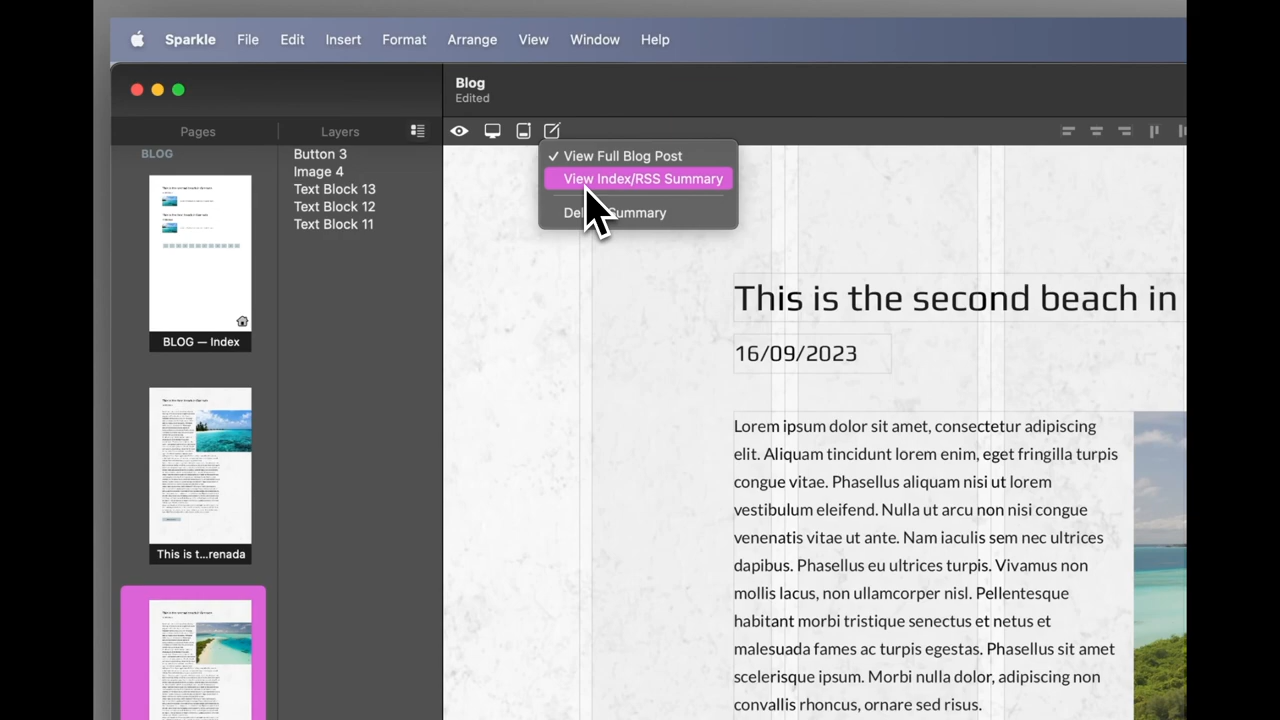 Sparkle File Edit Insert Format Arrange View Window Help
Blog
Edited
Pages Layers
BLOG
BLOG — Index
This is t...renada
Button 3
Image 4
Text Block 13
Text Block 12
Text Block 11
✓ View Full Blog Post
View Index/RSS Summary
Summary
This is the second beach in
16/09/2023
Lorem ipsum dolor sit amet, consectetur adipiscing
elit. Aliquam tincidunt lorem enim, eget fringilla turpis
congue vitae. Phasellus aliquam nisi ut lorem
vestibulum eleifend. Nulla ut arcu non nisi congue
venenatis vitae ut ante. Nam iaculis sem nec ultrices
dapibus. Phasellus eu ultrices turpis. Vivamus non
mollis lacus, non ullamcorper nisl. Pellentesque
habitant morbi tristique senectus et netus et
malesuada fames ac turpis egestas. Phasellus sit amet
scelerisque ipsum. Fusce nulla dolor, adipiscing non
convallis rhoncus, ornare sed risus.